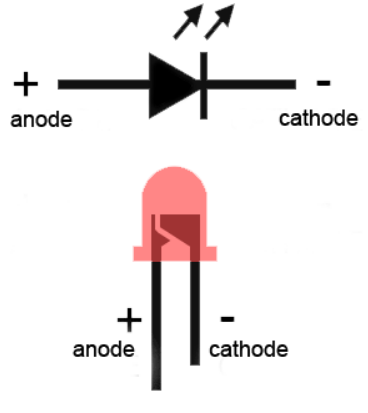 + -
anode cathode
+ -
anode cathode